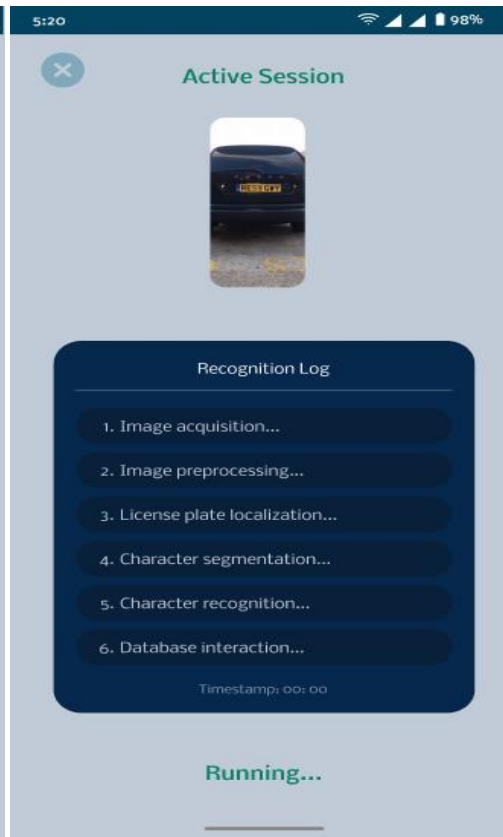 5:20
98%
Active Session
Recognition Log
1. Image acquisition...
2. Image preprocessing...
3. License plate localization...
4. Character segmentation...
5. Character recognition...
6. Database interaction...
Timestamp: 00: 00
Running...